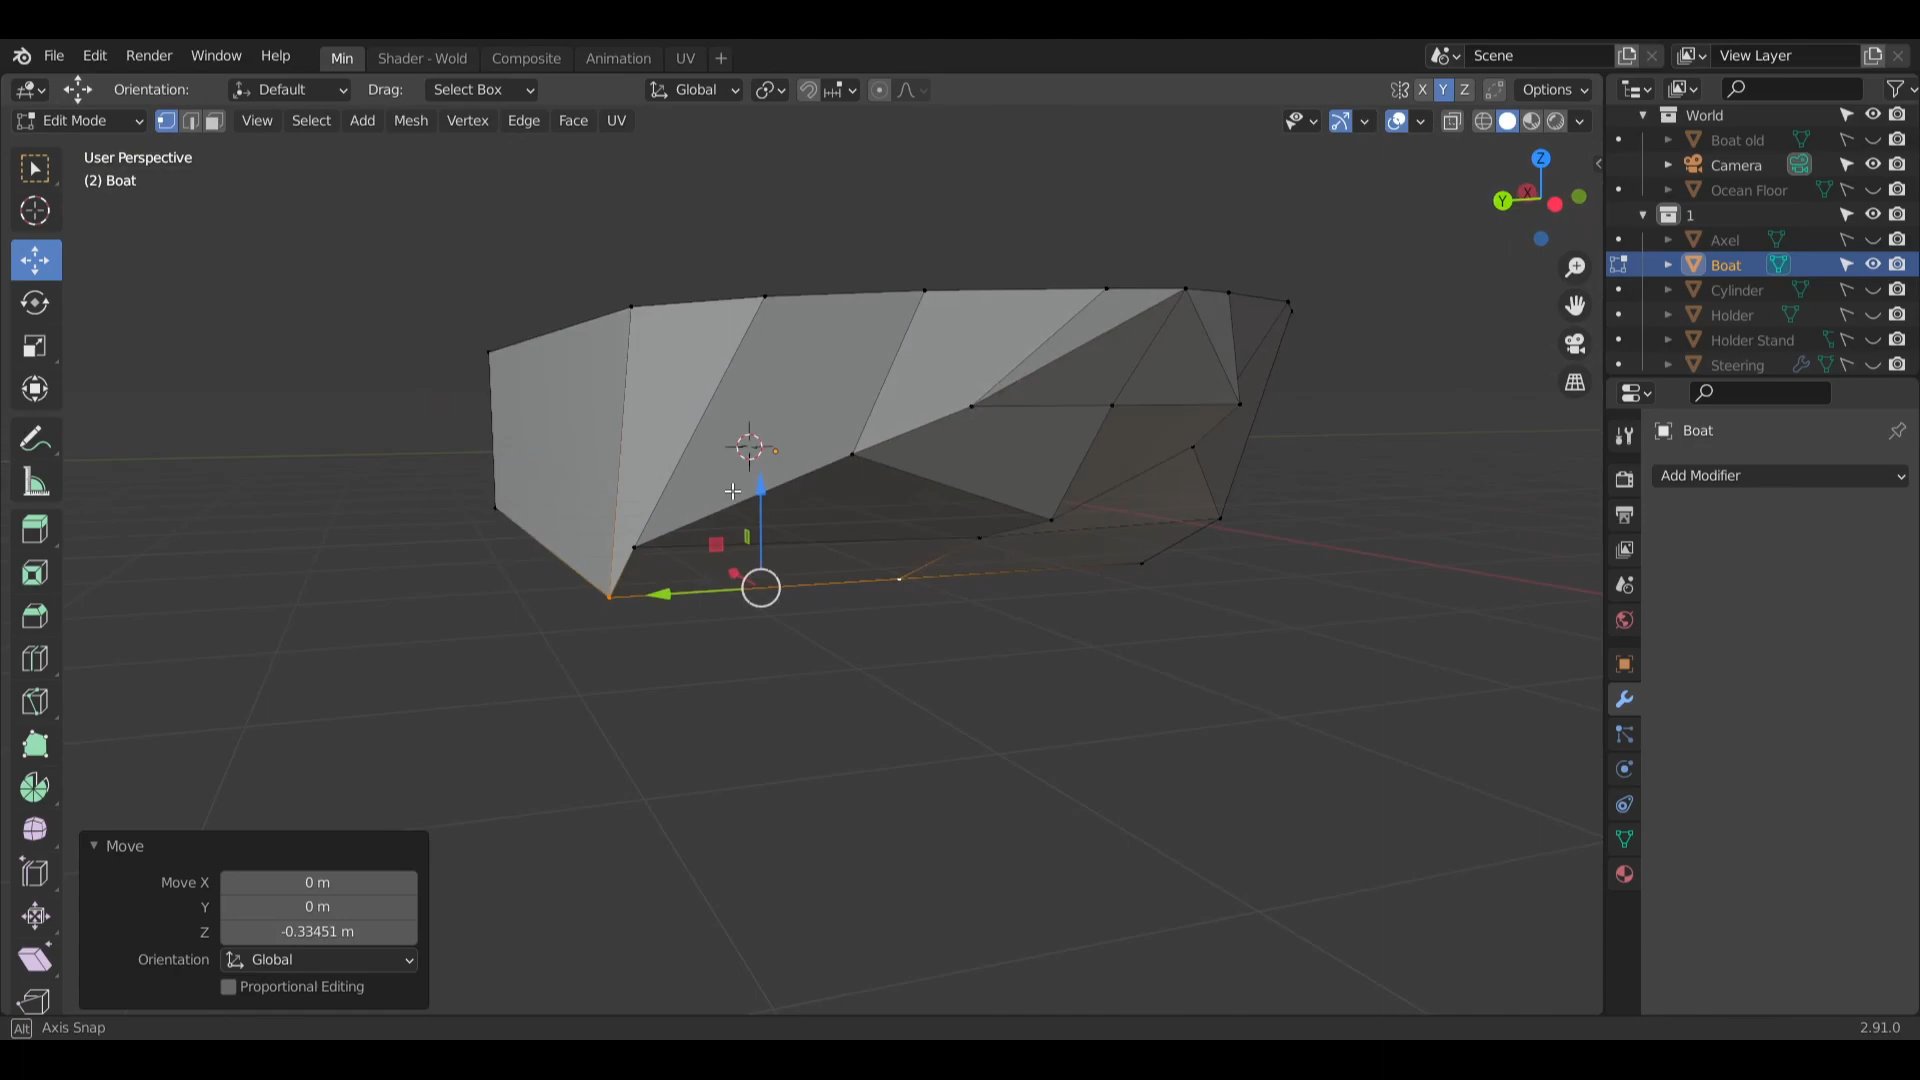 File Edit Render Window Help Min Shader - Wold Composite Animation UV + Scene View Layer
Orientation: Default Drag: Select Box Global X Y Z Options
Edit Mode View Select Add Mesh Vertex Edge Face UV
User Perspective
(2) Boat
Z
Y
X
World
Boat old
Camera
Ocean Floor
1
Axel
Boat
Cylinder
Holder
Holder Stand
Steering
Boat
Add Modifier
Move
Move X 0 m
Y 0 m
Z -0.33451 m
Orientation Global
Proportional Editing
Alt Axis Snap
2.91.0